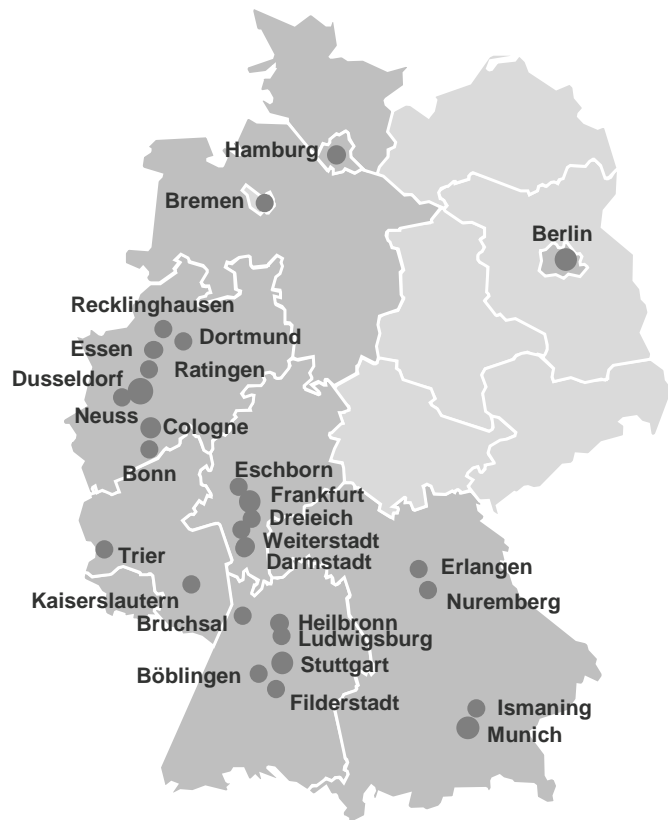 Hamburg
Bremen
Berlin
Recklinghausen
Dortmund
Essen
Ratingen
Dusseldorf
Neuss
Cologne
Bonn
Eschborn
Frankfurt
Dreieich
Weiterstadt
Darmstadt
Trier
Erlangen
Kaiserslautern
Nuremberg
Bruchsal
Heilbronn
Ludwigsburg
Stuttgart
Böblingen
Filderstadt
Ismaning
Munich